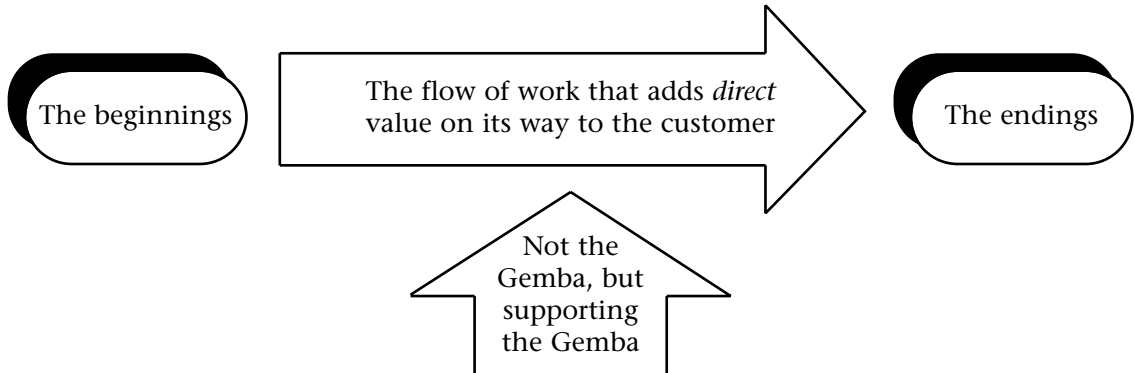 The beginnings
The flow of work that adds direct
value on its way to the customer
The endings
Not the
Gemba, but
supporting
the Gemba